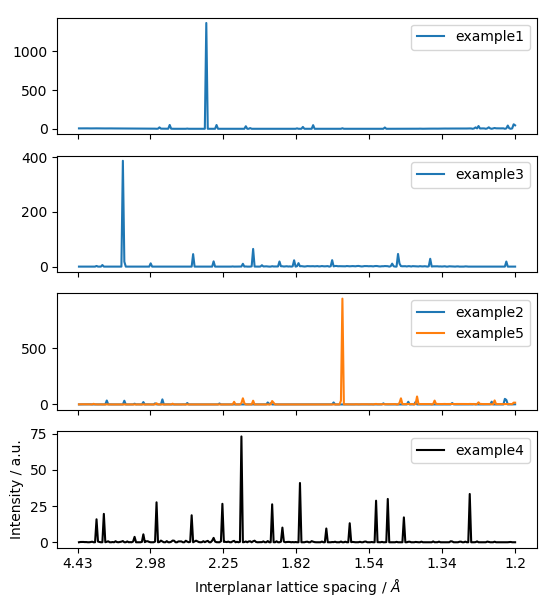 1000
500
0
example1
400
200
0
example3
500
0
example2
example5
75
50
25
0
example4
Intensity / a.u.
4.43 2.98 2.25 1.82 1.54 1.34 1.2
Interplanar lattice spacing / Å